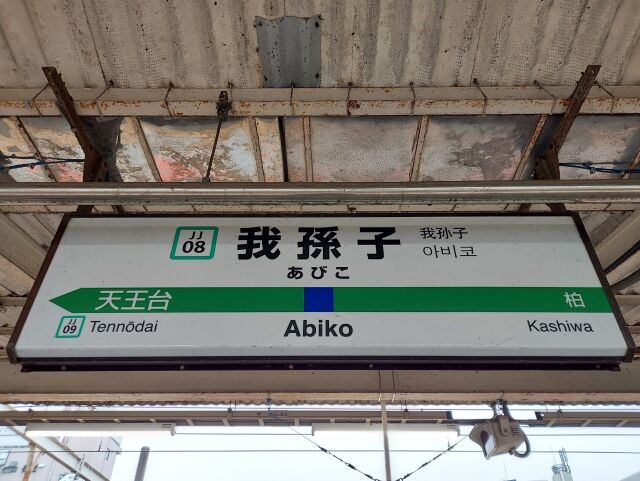 JJ
08
我孫子
我孙子
あびこ
아비코
天王台
柏
JJ
09
Tennōdai
Abiko
Kashiwa